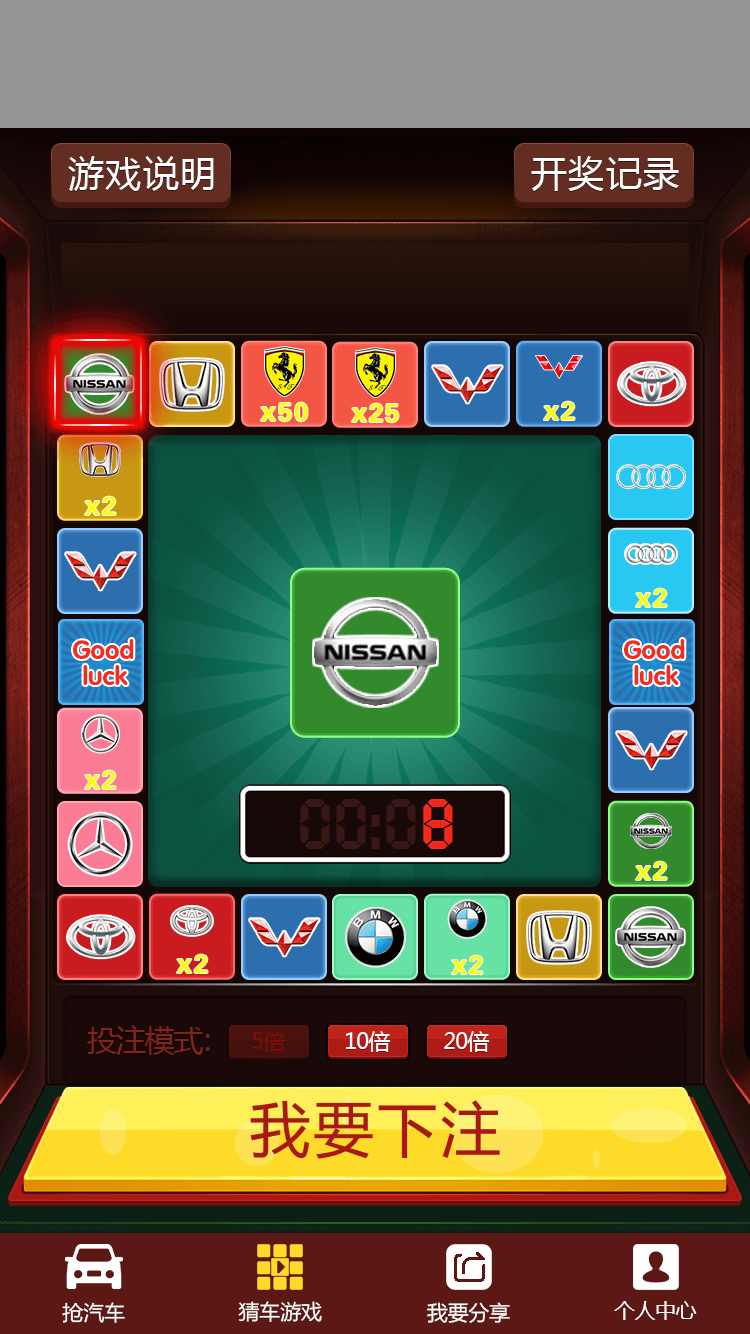 游戏说明
开奖记录
NISSAN
x50
x25
x2
x2
x2
Good
luck
Good
luck
NISSAN
x2
00:08
NISSAN
x2
x2
BMW
x2
NISSAN
投注模式:
5倍
10倍
20倍
我要下注
抢汽车
猜车游戏
我要分享
个人中心